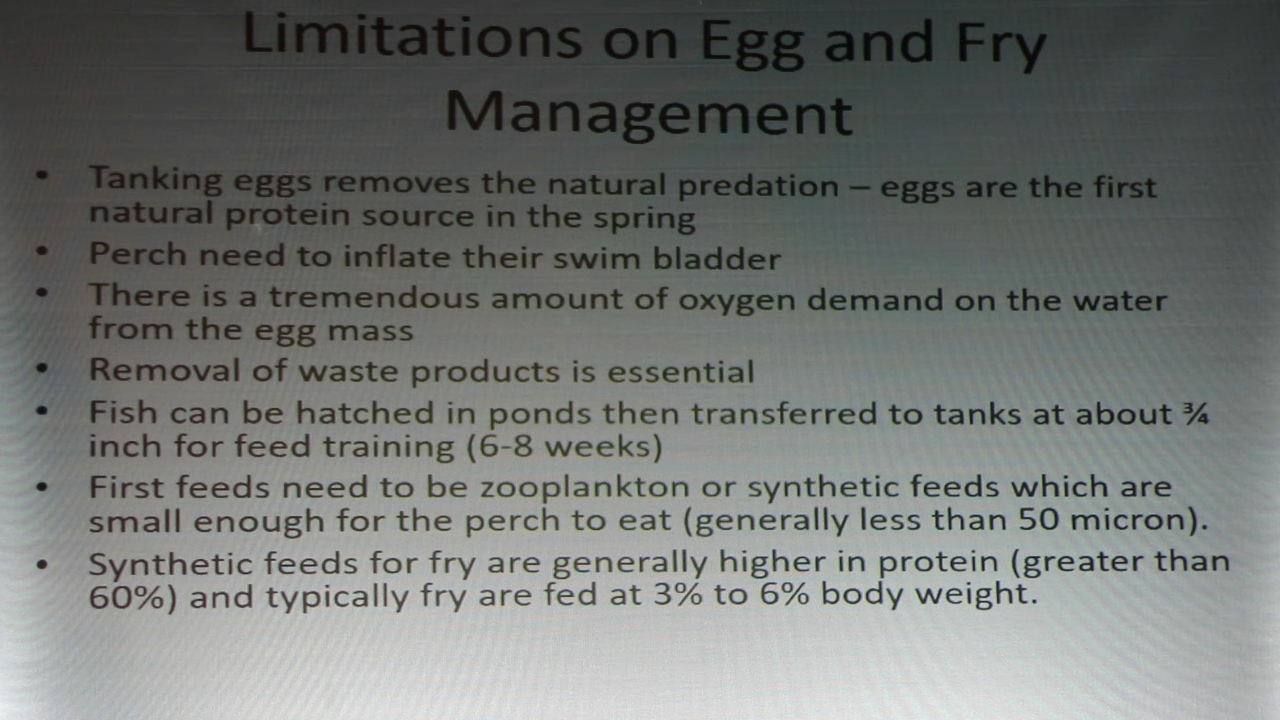 Limitations on Egg and Fry
Management
• Tanking eggs removes the natural predation – eggs are the first
natural protein source in the spring
• Perch need to inflate their swim bladder
• There is a tremendous amount of oxygen demand on the water
from the egg mass
• Removal of waste products is essential
• Fish can be hatched in ponds then transferred to tanks at about ¾
inch for feed training (6-8 weeks)
• First feeds need to be zooplankton or synthetic feeds which are
small enough for the perch to eat (generally less than 50 micron).
• Synthetic feeds for fry are generally higher in protein (greater than
60%) and typically fry are fed at 3% to 6% body weight.